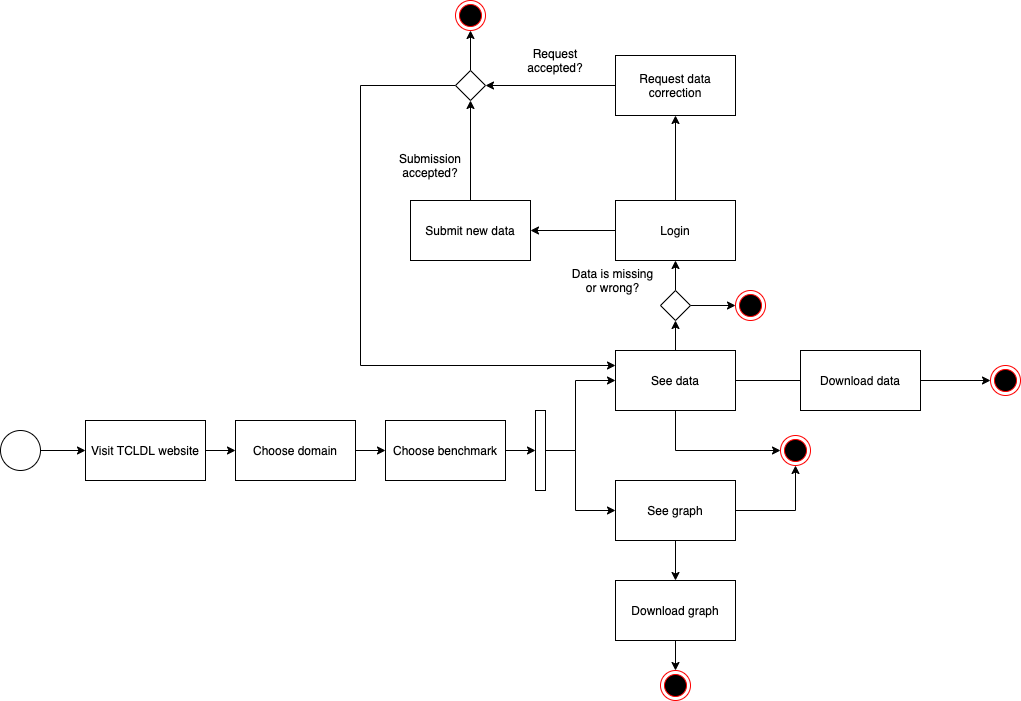 Request
accepted?
Request data
correction
Submission
accepted?
Submit new data
Login
Data is missing
or wrong?
See data
Download data
Visit TCLDL website
Choose domain
Choose benchmark
See graph
Download graph